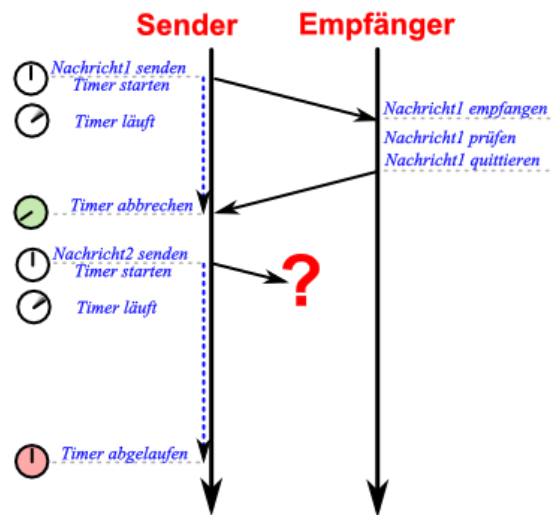 Sender
Empfänger
Nachricht1 senden
Timer starten
Nachricht1 empfangen
Timer läuft
Nachricht1 prüfen
Nachricht1 quittieren
Timer abbrechen
Nachricht2 senden
Timer starten
?
Timer läuft
Timer abgelaufen